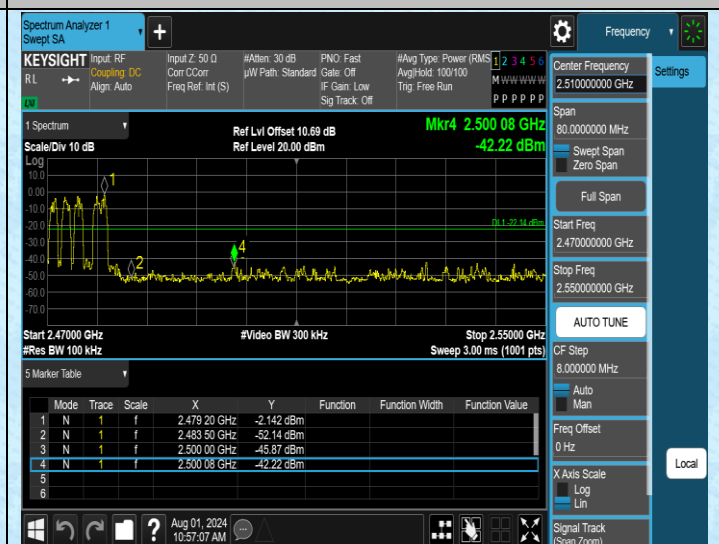 Spectrum Analyzer 1
Swept SA
+
Frequency
KEYSIGHT Input: RF Input Z: 50 Ω #Atten: 30 dB PNO: Fast #Avg Type: Power (RMS 1 2 3 4 5 6
RL Coupling: DC Corr CCorr µW Path: Standard Gate: Off Avg|Hold: 100/100 M W W W W W
Align: Auto Freq Ref: Int (S) IF Gain: Low Trig: Free Run
Sig Track: Off P P P P P P
LXI
Settings
1 Spectrum
Ref Lvl Offset 10.69 dB
Mkr4 2.500 08 GHz
Scale/Div 10 dB
Ref Level 20.00 dBm
-42.22 dBm
Log
10.0
0.00
-10.0
-20.0
-30.0
-40.0
-50.0
-60.0
-70.0
1
2
4
DL1 -22.14 dBm
Start 2.47000 GHz #Video BW 300 kHz Stop 2.55000 GHz
#Res BW 100 kHz Sweep 3.00 ms (1001 pts)
5 Marker Table
Mode Trace Scale X Y Function Function Width Function Value
1 N 1 f 2.479 20 GHz -2.142 dBm
2 N 1 f 2.483 50 GHz -52.14 dBm
3 N 1 f 2.500 00 GHz -45.87 dBm
4 N 1 f 2.500 08 GHz -42.22 dBm
5
6
Center Frequency
2.510000000 GHz
Span
80.0000000 MHz
Swept Span
Zero Span
Full Span
Start Freq
2.470000000 GHz
Stop Freq
2.550000000 GHz
AUTO TUNE
CF Step
8.000000 MHz
Auto
Man
Freq Offset
0 Hz
X Axis Scale
Log
Lin
Signal Track
(Span Zoom)
Local
?
Aug 01, 2024
10:57:07 AM